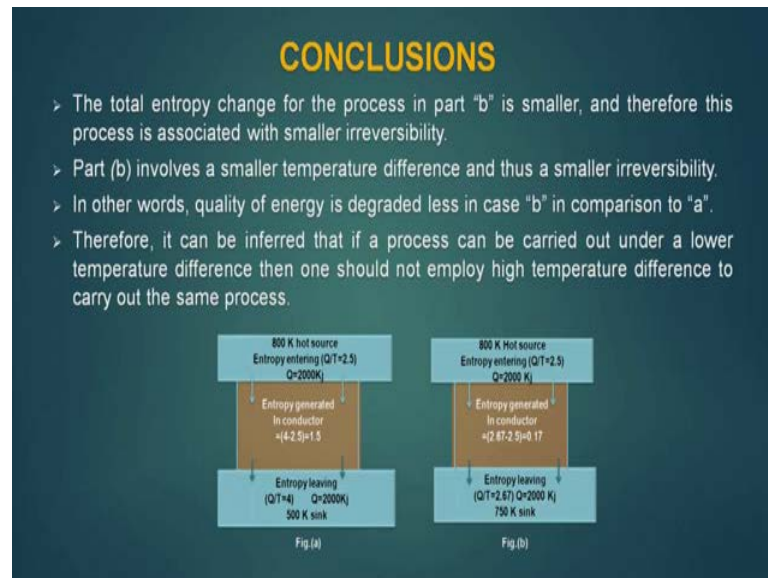 CONCLUSIONS
➢ The total entropy change for the process in part “b” is smaller, and therefore this
process is associated with smaller irreversibility.
➢ Part (b) involves a smaller temperature difference and thus a smaller irreversibility.
➢ In other words, quality of energy is degraded less in case “b” in comparison to “a”.
➢ Therefore, it can be inferred that if a process can be carried out under a lower
temperature difference then one should not employ high temperature difference to
carry out the same process.
800 K hot source
Entropy entering (Q/T=2.5)
Q=2000Kj
Entropy generated
In conductor
=(4-2.5)=1.5
Entropy leaving
(Q/T=4) Q=2000Kj
500 K sink
Fig.(a)
800 K Hot source
Entropy entering (Q/T=2.5)
Q=2000 Kj
Entropy generated
In conductor
=(2.67-2.5)=0.17
Entropy leaving
(Q/T=2.67) Q=2000 Kj
750 K sink
Fig.(b)